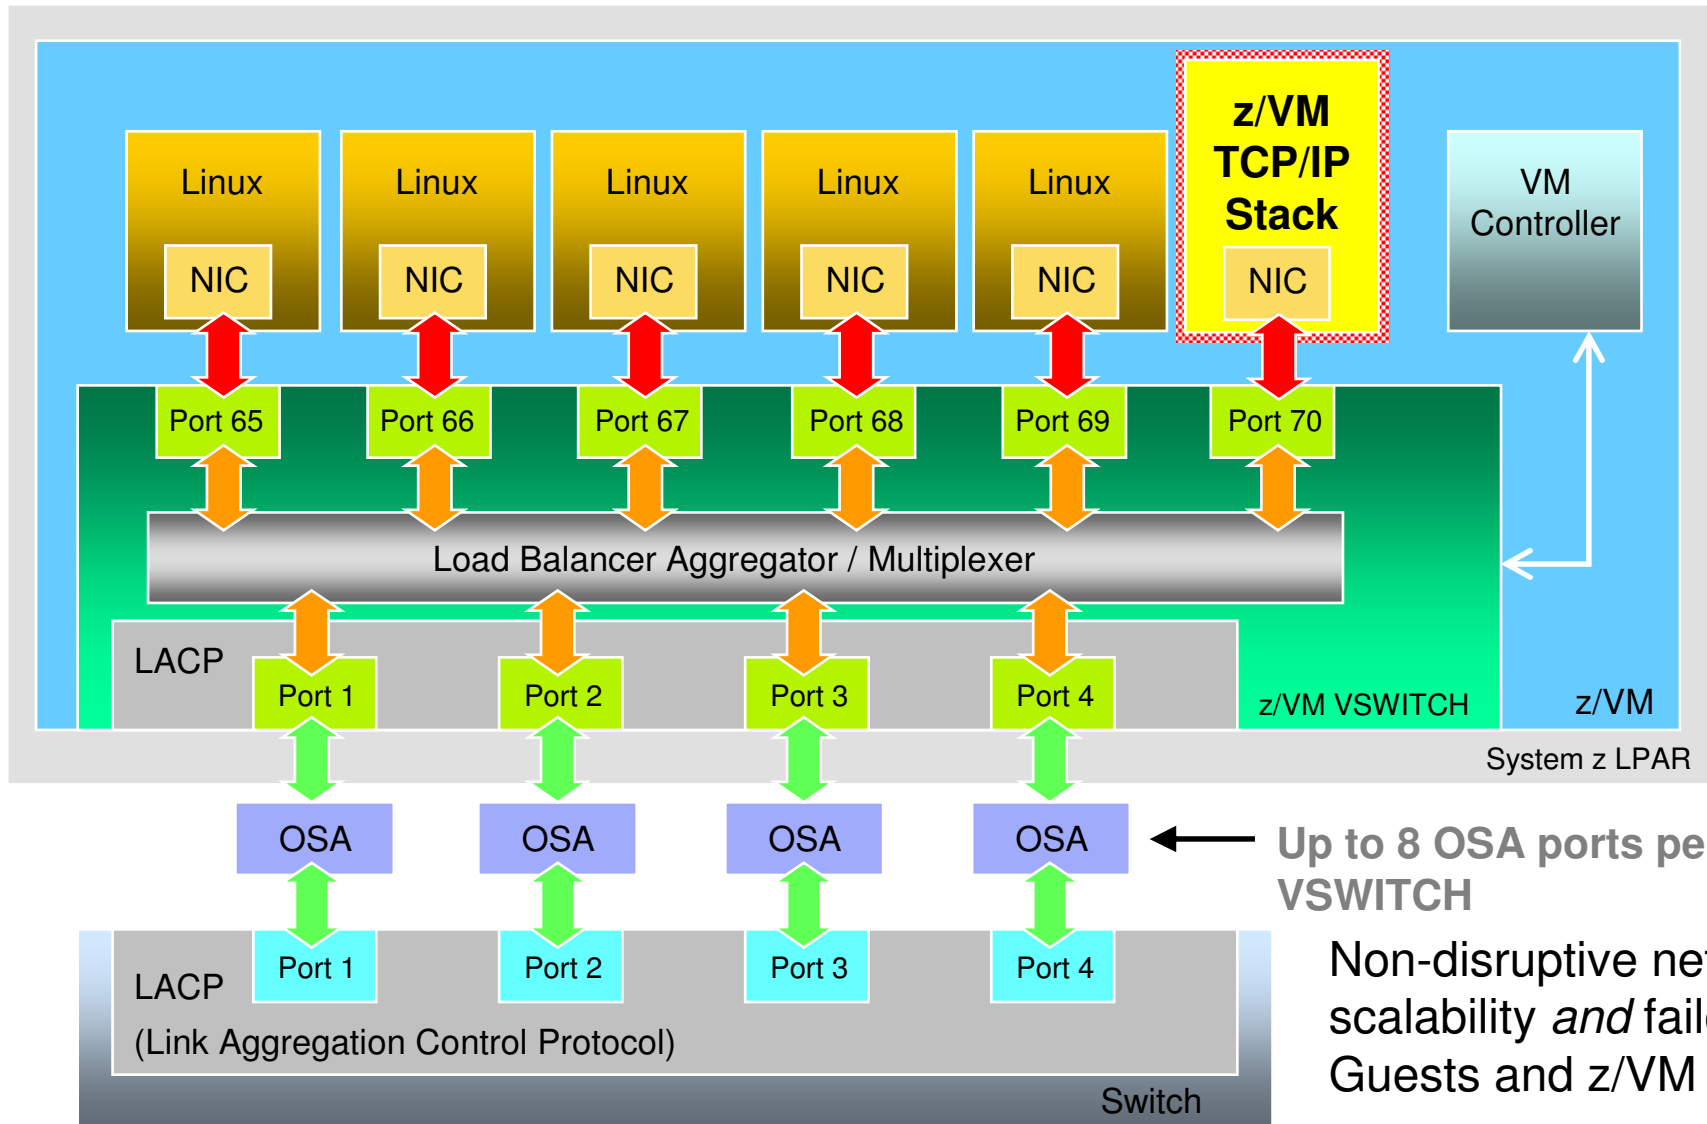 z/VM
TCP/IP
Stack
Linux
Linux
Linux
Linux
Linux
VM
Controller
NIC
NIC
NIC
NIC
NIC
NIC
Port 65
Port 66
Port 67
Port 68
Port 69
Port 70
Load Balancer Aggregator / Multiplexer
LACP
Port 1
Port 2
Port 3
Port 4
z/VM VSWITCH
z/VM
System z LPAR
OSA
OSA
OSA
OSA
Up to 8 OSA ports pe
VSWITCH
Port 1
Port 2
Port 3
Port 4
LACP
(Link Aggregation Control Protocol)
Switch
Non-disruptive
scalability and
Guests and z/VM